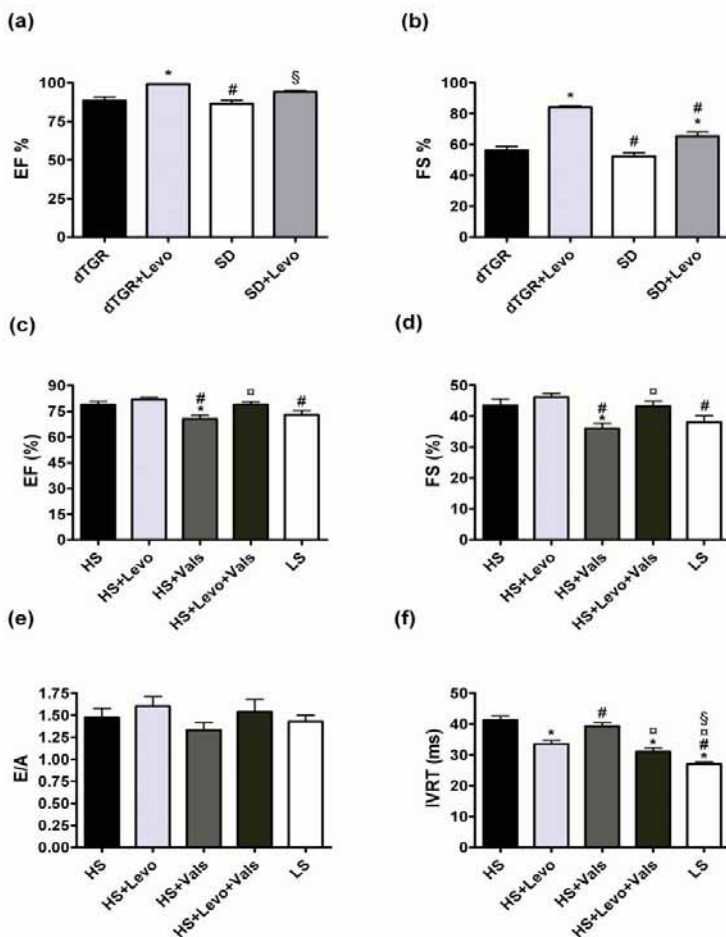 (a)
EF %
100
75
50
25
0
*
#
§
dTGR
dTGR+Levo
SD
SD+Levo
(b)
FS %
100
80
60
40
20
0
*
#
#
*
dTGR
dTGR+Levo
SD
SD+Levo
(c)
EF (%)
90
75
60
45
30
15
0
#
*
¤
#
HS
HS+Levo
HS+Vals
HS+Levo+Vals
LS
(d)
FS (%)
50
40
30
20
10
0
#
*
¤
#
HS
HS+Levo
HS+Vals
HS+Levo+Vals
LS
(e)
E/A
1.75
1.50
1.25
1.00
0.75
0.50
0.25
0.00
HS
HS+Levo
HS+Vals
HS+Levo+Vals
LS
(f)
IVRT (ms)
50
40
30
20
10
0
*
#
¤
*
§
¤
#
*
HS
HS+Levo
HS+Vals
HS+Levo+Vals
LS